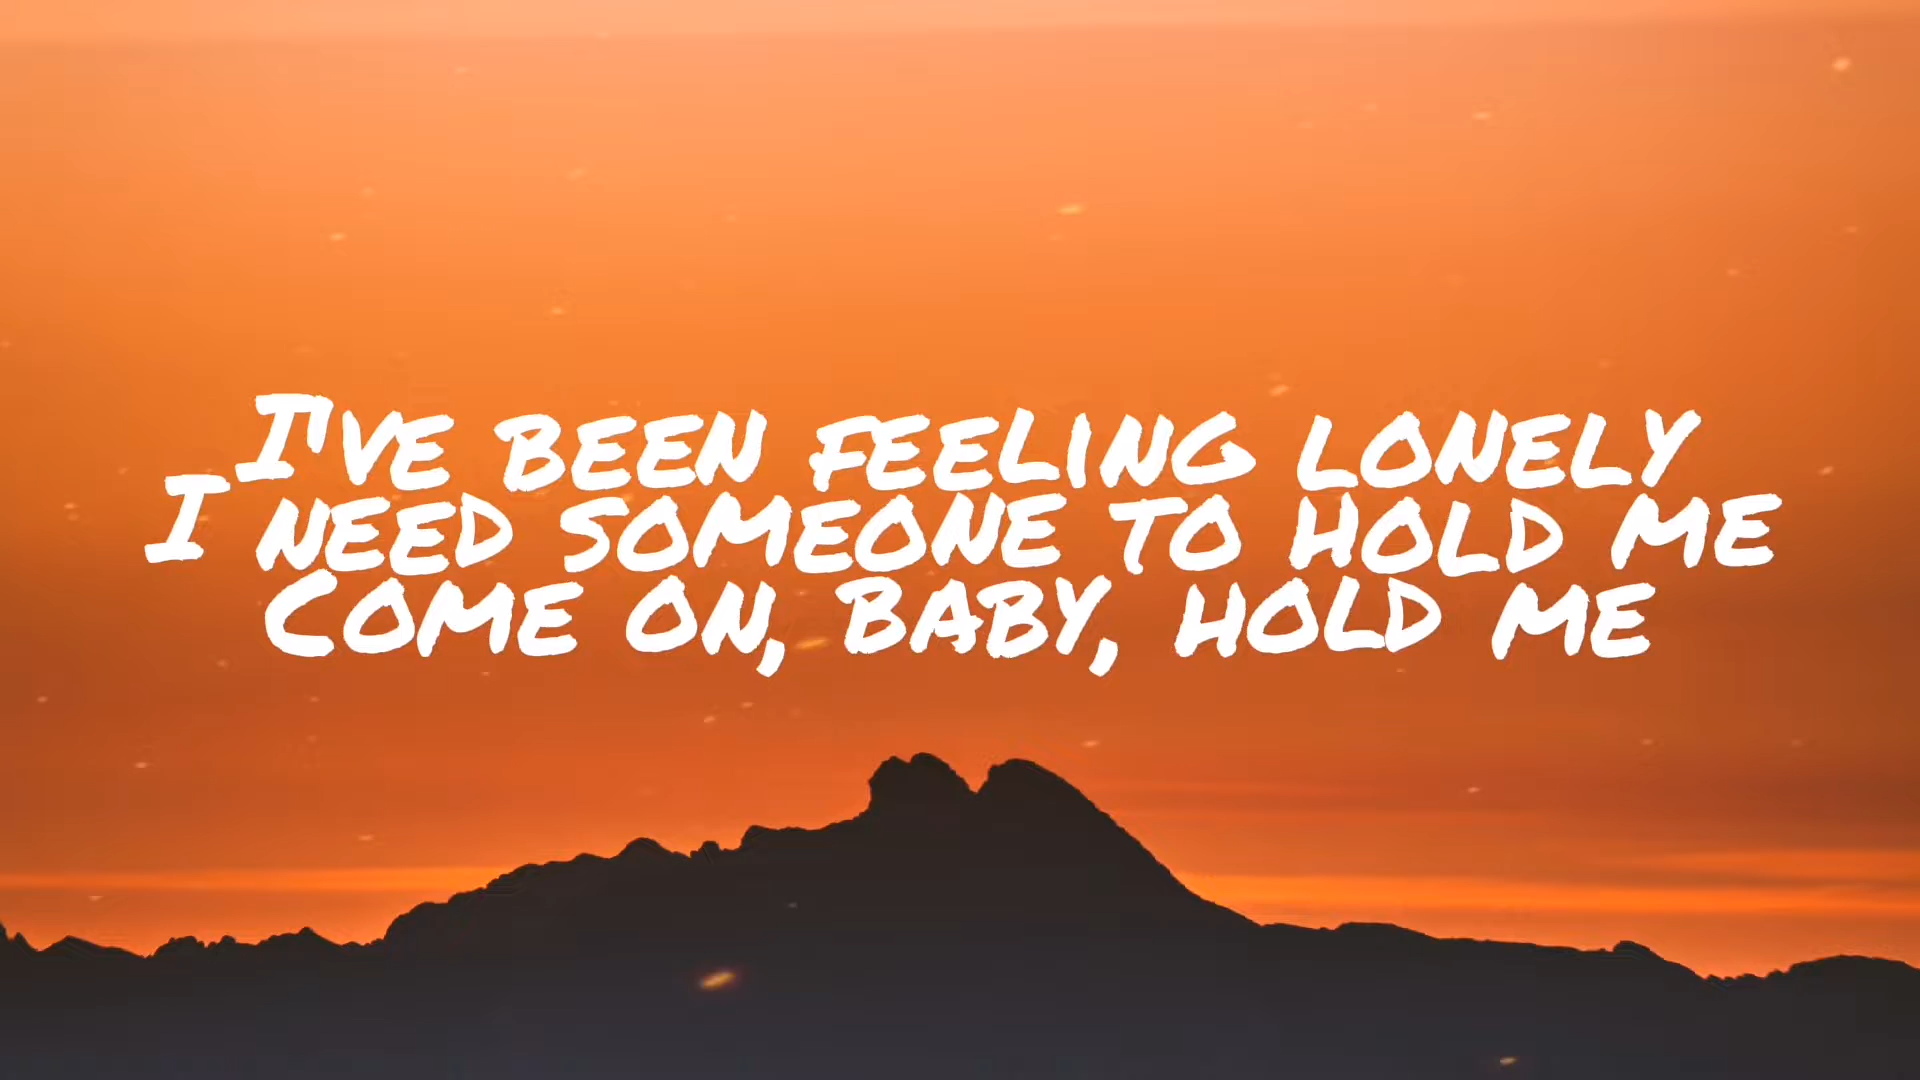 I've been feeling lonely
I need someone to hold me
Come on, baby, hold me